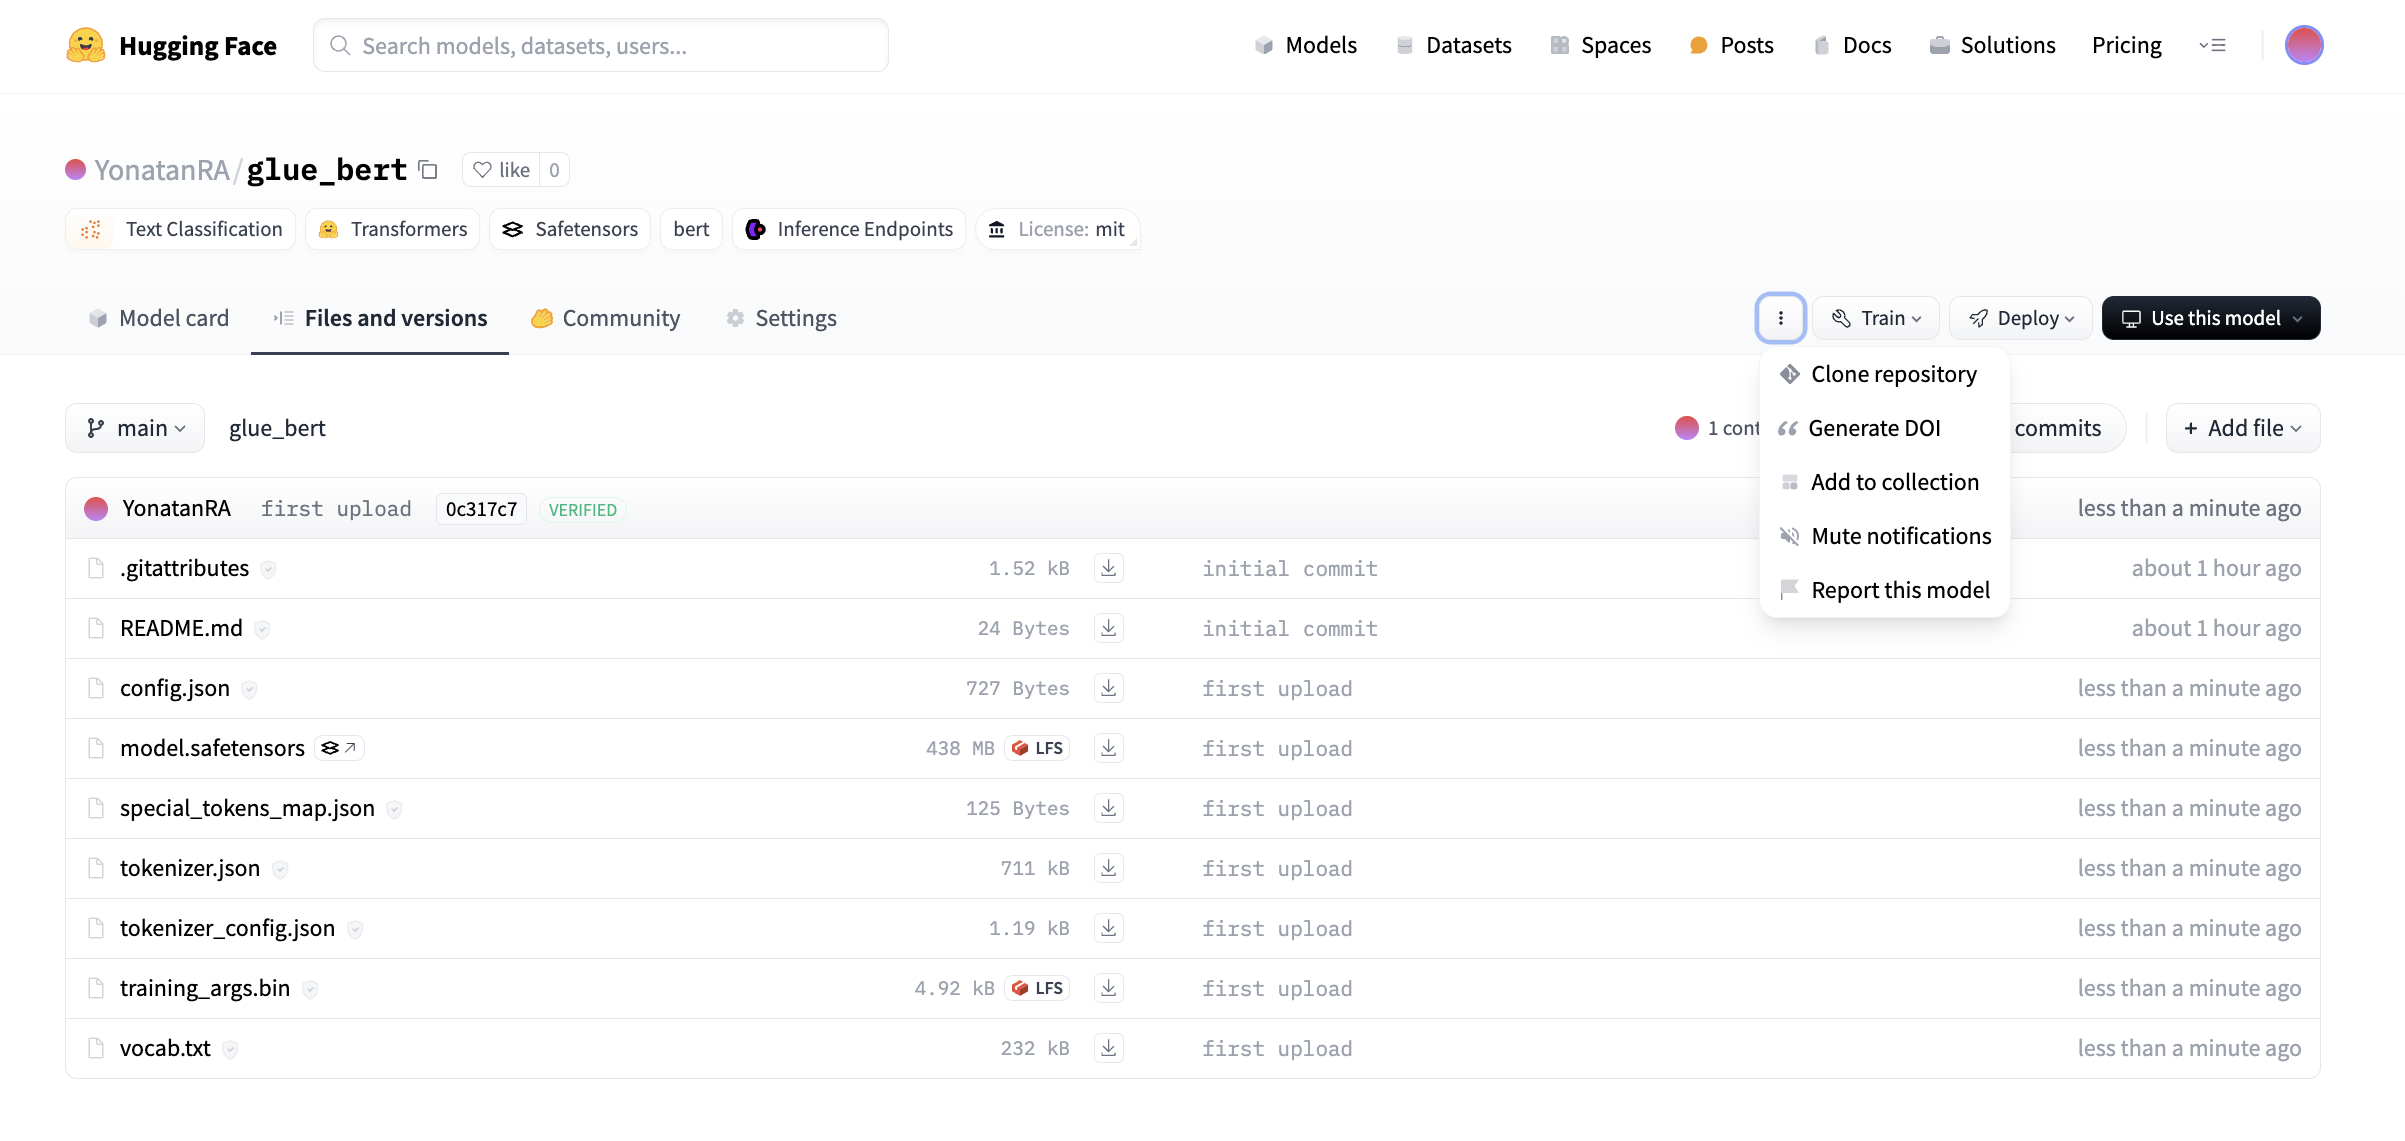 Hugging Face
Search models, datasets, users...
Models Datasets Spaces Posts Docs Solutions Pricing
YonatanRA/glue_bert like 0
Text Classification Transformers Safetensors bert Inference Endpoints License: mit
Model card Files and versions Community Settings
Train Deploy Use this model
Clone repository
Generate DOI
Add to collection
Mute notifications
Report this model
main glue_bert 1 commits + Add file
YonatanRA first upload 0c317c7 VERIFIED less than a minute ago
.gitattributes 1.52 kB initial commit about 1 hour ago
README.md 24 Bytes initial commit about 1 hour ago
config.json 727 Bytes first upload less than a minute ago
model.safetensors 438 MB LFS first upload less than a minute ago
special_tokens_map.json 125 Bytes first upload less than a minute ago
tokenizer.json 711 kB first upload less than a minute ago
tokenizer_config.json 1.19 kB first upload less than a minute ago
training_args.bin 4.92 kB LFS first upload less than a minute ago
vocab.txt 232 kB first upload less than a minute ago